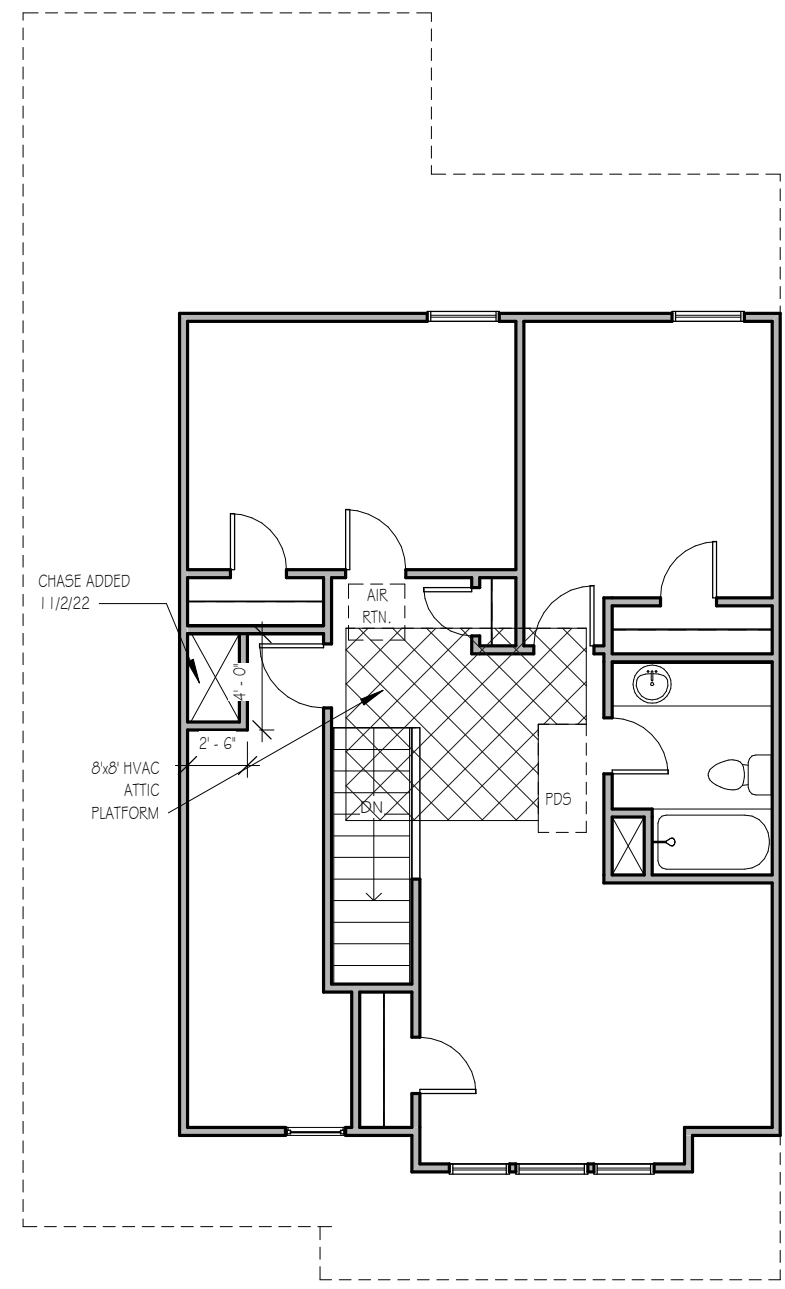 CHASE ADDED
11/2/22
AIR
RTN.
4' - 0"
2' - 6"
8'x8' HVAC
ATTIC
PLATFORM
DN
PDS